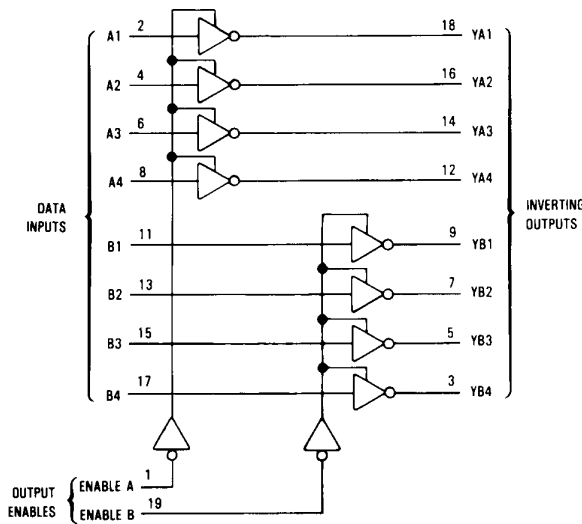 A1 2 18 YA1
A2 4 16 YA2
A3 6 14 YA3
A4 8 12 YA4
DATA
INPUTS
INVERTING
OUTPUTS
B1 11 9 YB1
B2 13 7 YB2
B3 15 5 YB3
B4 17 3 YB4
OUTPUT
ENABLES
ENABLE A 1
ENABLE B 19